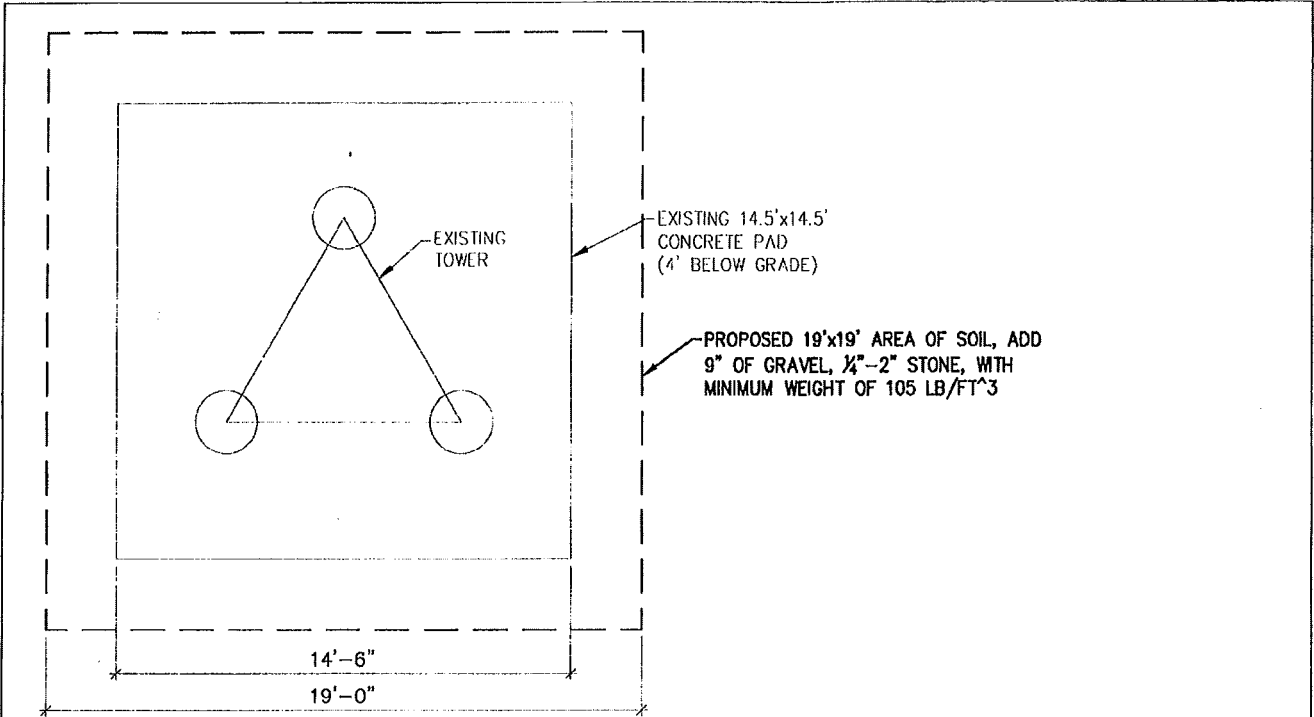 EXISTING
TOWER
EXISTING 14.5'x14.5'
CONCRETE PAD
(4' BELOW GRADE)
PROPOSED 19'x19' AREA OF SOIL, ADD
9" OF GRAVEL, ¼"-2" STONE, WITH
MINIMUM WEIGHT OF 105 LB/FT^3
14'-6"
19'-0"